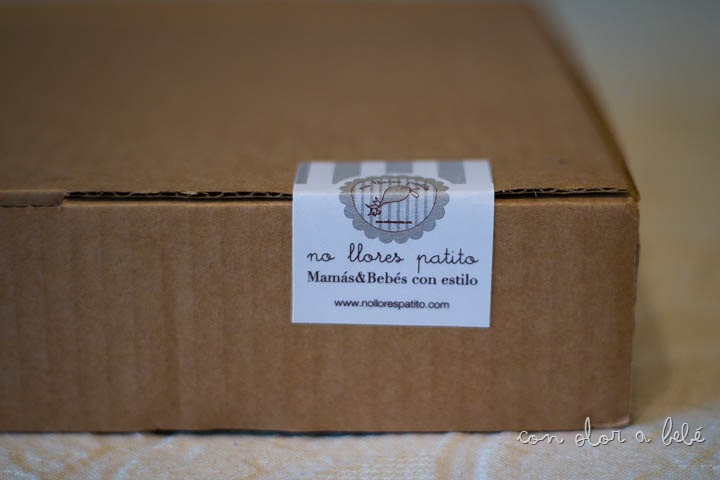 no llores patito
Mamás&Bebés con estilo
www.nollorespatito.com
con olor a bebé